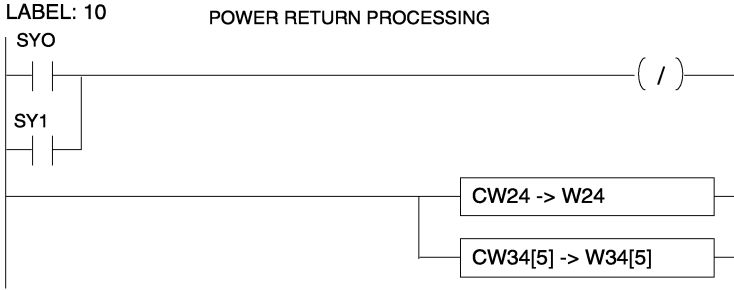 LABEL: 10
POWER RETURN PROCESSING
SYO
( / )
SY1
CW24 -> W24
CW34[5] -> W34[5]